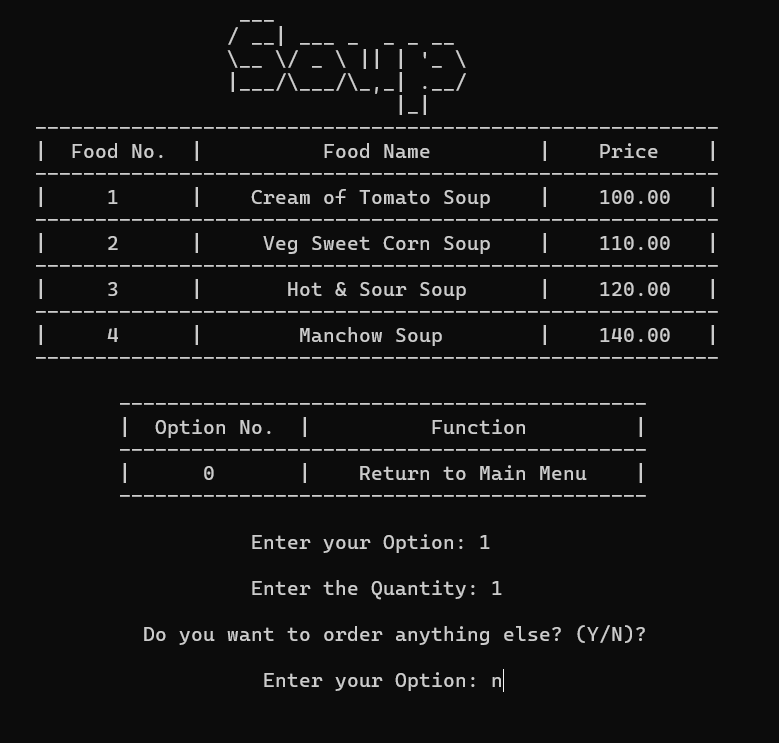 Soup
Food No. | Food Name | Price
1 | Cream of Tomato Soup | 100.00
2 | Veg Sweet Corn Soup | 110.00
3 | Hot & Sour Soup | 120.00
4 | Manchow Soup | 140.00
Option No. | Function
0 | Return to Main Menu
Enter your Option: 1
Enter the Quantity: 1
Do you want to order anything else? (Y/N)?
Enter your Option: n